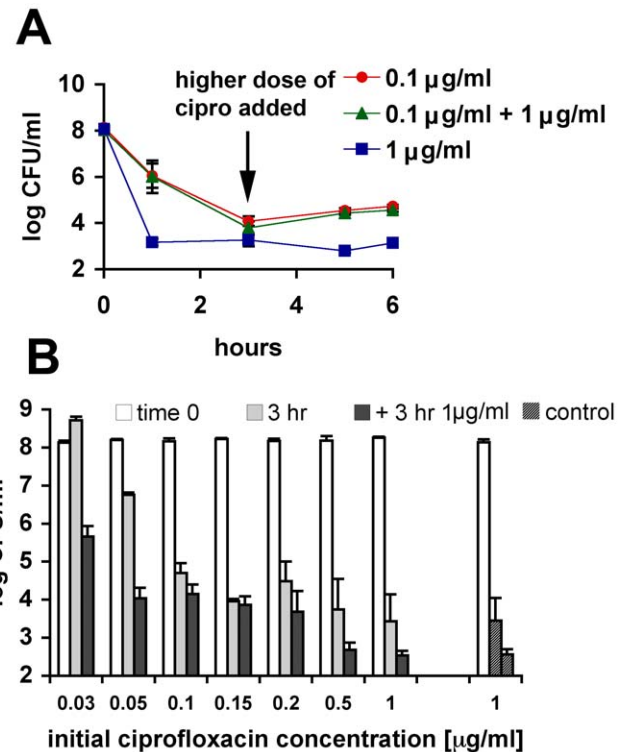 A
higher dose of
cipro added
0.1 µg/ml
0.1 µg/ml + 1 µg/ml
1 µg/ml
log CFU/ml
10
8
6
4
2
0 2 4 6
hours
B
time 0 3 hr + 3 hr 1µg/ml control
9
8
7
6
5
4
3
2
0.03 0.05 0.1 0.15 0.2 0.5 1 1
initial ciprofloxacin concentration [µg/ml]